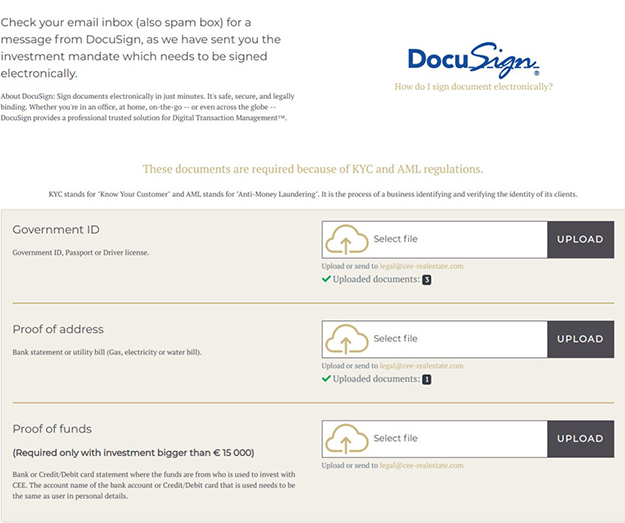 Check your email inbox (also spam box) for a
message from DocuSign, as we have sent you the
investment mandate which needs to be signed
electronically.
About DocuSign: Sign documents electronically in just minutes. It's safe, secure, and legally
binding. Whether you're in an office, at home, on-the-go -- or even across the globe --
DocuSign provides a professional trusted solution for Digital Transaction Management™.
DocuSign®
How do I sign document electronically?
These documents are required because of KYC and AML regulations.
KYC stands for "Know Your Customer" and AML stands for "Anti-Money Laundering". It is the process of a business identifying and verifying the identity of its clients.
Government ID
Government ID, Passport or Driver license.
Select file
UPLOAD
Upload or send to legal@cee-realestate.com
Uploaded documents: 3
Proof of address
Bank statement or utility bill (Gas, electricity or water bill).
Select file
UPLOAD
Upload or send to legal@cee-realestate.com
Uploaded documents: 1
Proof of funds
(Required only with investment bigger than € 15 000)
Bank or Credit/Debit card statement where the funds are from who is used to invest with
CEE. The account name of the bank account or Credit/Debit card that is used needs to be
the same as user in personal details.
Select file
UPLOAD
Upload or send to legal@cee-realestate.com